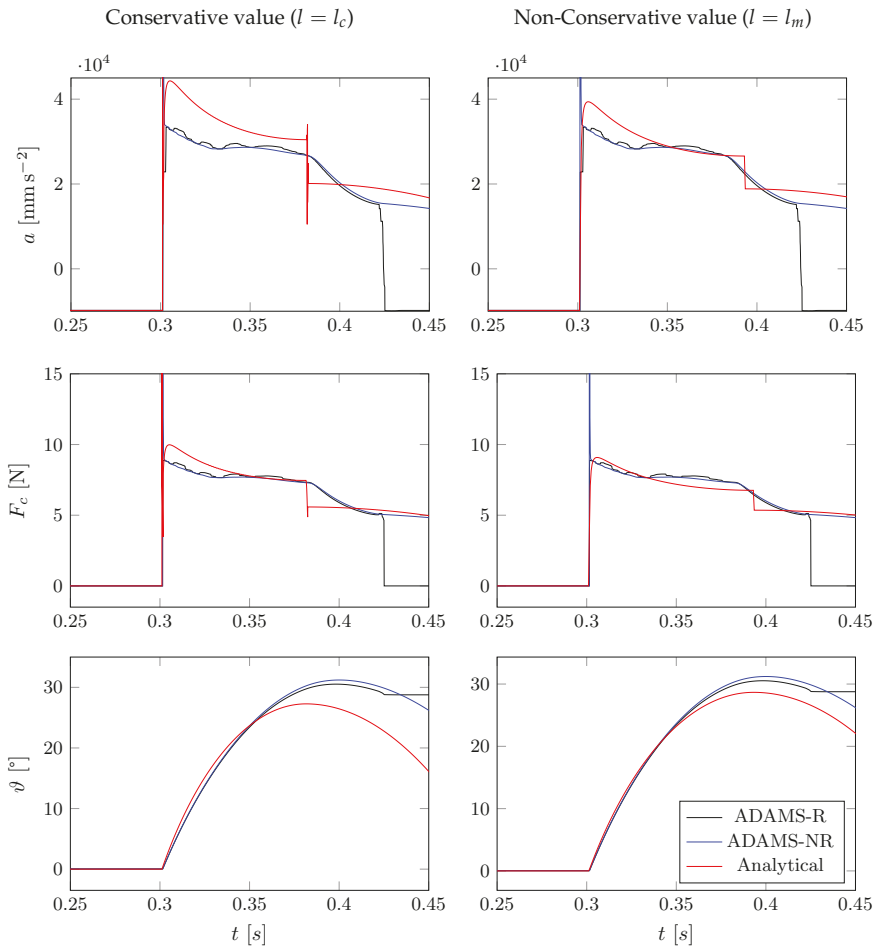 Conservative value (l = l_c)
Non-Conservative value (l = l_m)
·10⁴
·10⁴
4
2
0
a [mm s⁻²]
0.25 0.3 0.35 0.4 0.45
4
2
0
0.25 0.3 0.35 0.4 0.45
15
10
5
0
F_c [N]
0.25 0.3 0.35 0.4 0.45
15
10
5
0
0.25 0.3 0.35 0.4 0.45
30
20
10
0
ϑ [°]
0.25 0.3 0.35 0.4 0.45
t [s]
30
20
10
0
0.25 0.3 0.35 0.4 0.45
t [s]
ADAMS-R
ADAMS-NR
Analytical